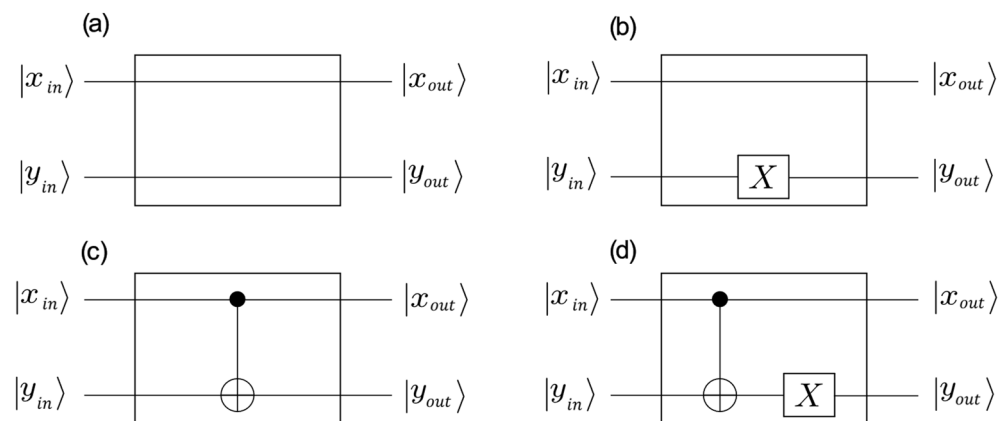 (a) (b)
|x_in⟩ |x_out⟩ |x_in⟩ |x_out⟩
|y_in⟩ |y_out⟩ |y_in⟩ X |y_out⟩
(c) (d)
|x_in⟩ |x_out⟩ |x_in⟩ |x_out⟩
|y_in⟩ |y_out⟩ |y_in⟩ X |y_out⟩